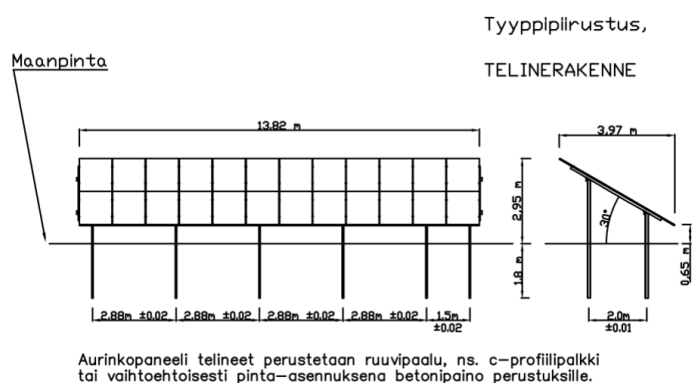 Tyyppipiirustus,
Maanpinta
TELINERAKENNE
13.82 m
3,97 m
2,95 m
30°
1.8 m
0,65 m
2.88m ±0.02
2.88m ±0.02
2.88m ±0.02
2.88m ±0.02
1.5m
±0.02
2.0m
±0.01
Aurinkopaneeli telineet perustetaan ruuvipaalu, ns. c-profiilipalkki
tai vaihtoehtoisesti pinta-asennuksena betonipaino perustuksille.